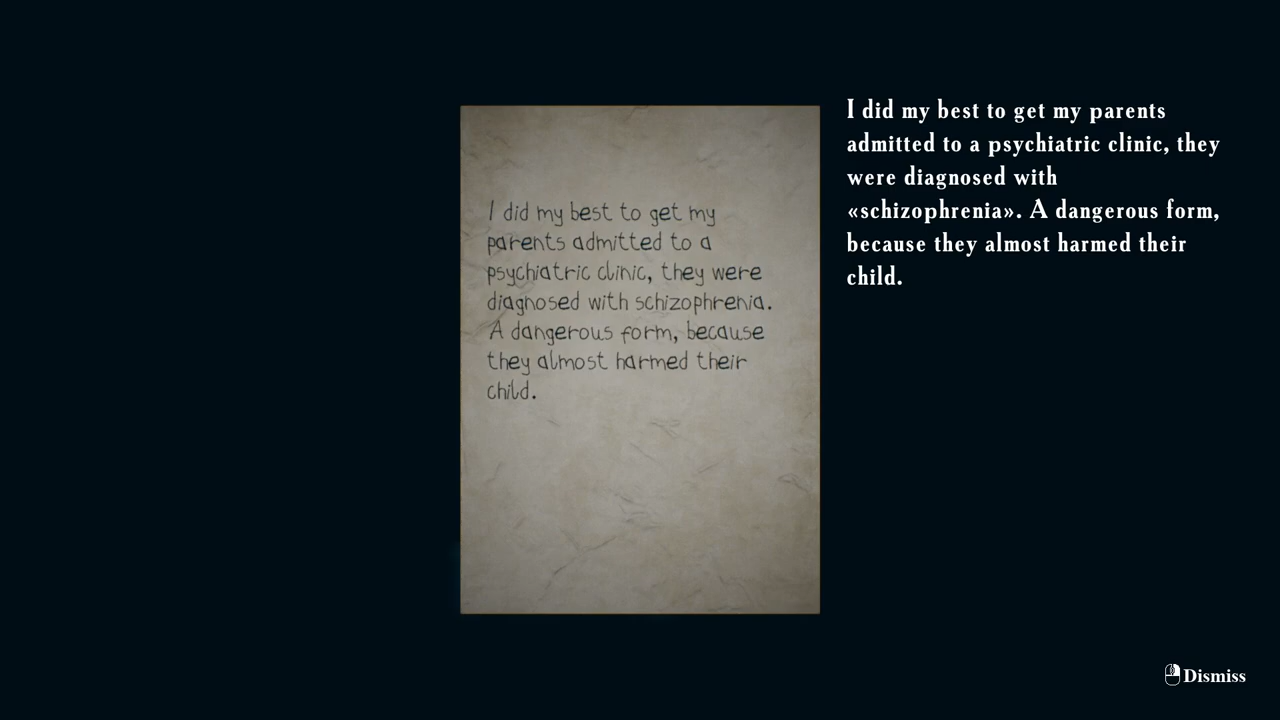 I did my best to get my
parents admitted to a
psychiatric clinic, they were
diagnosed with schizophrenia.
A dangerous form, because
they almost harmed their
child.
I did my best to get my parents
admitted to a psychiatric clinic, they
were diagnosed with
«schizophrenia». A dangerous form,
because they almost harmed their
child.
Dismiss